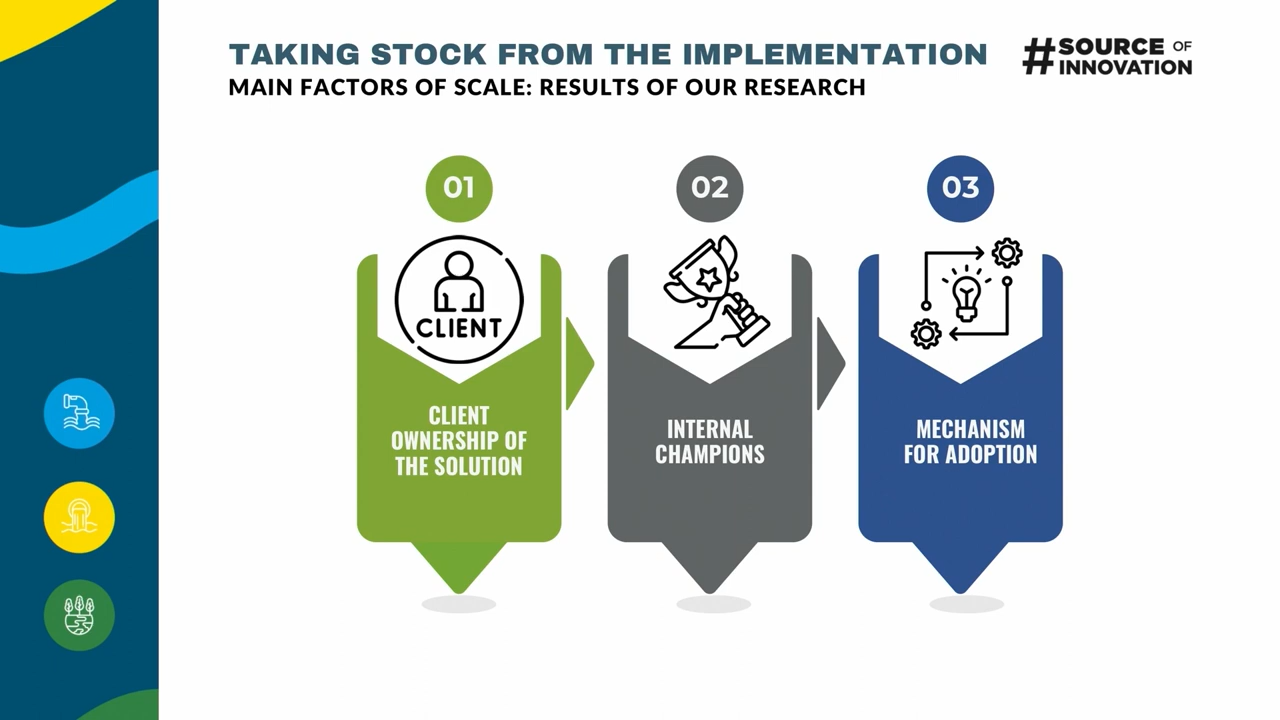 TAKING STOCK FROM THE IMPLEMENTATION
MAIN FACTORS OF SCALE: RESULTS OF OUR RESEARCH
#SOURCE OF
INNOVATION
01
02
03
CLIENT
CLIENT
OWNERSHIP OF
THE SOLUTION
INTERNAL
CHAMPIONS
MECHANISM
FOR ADOPTION